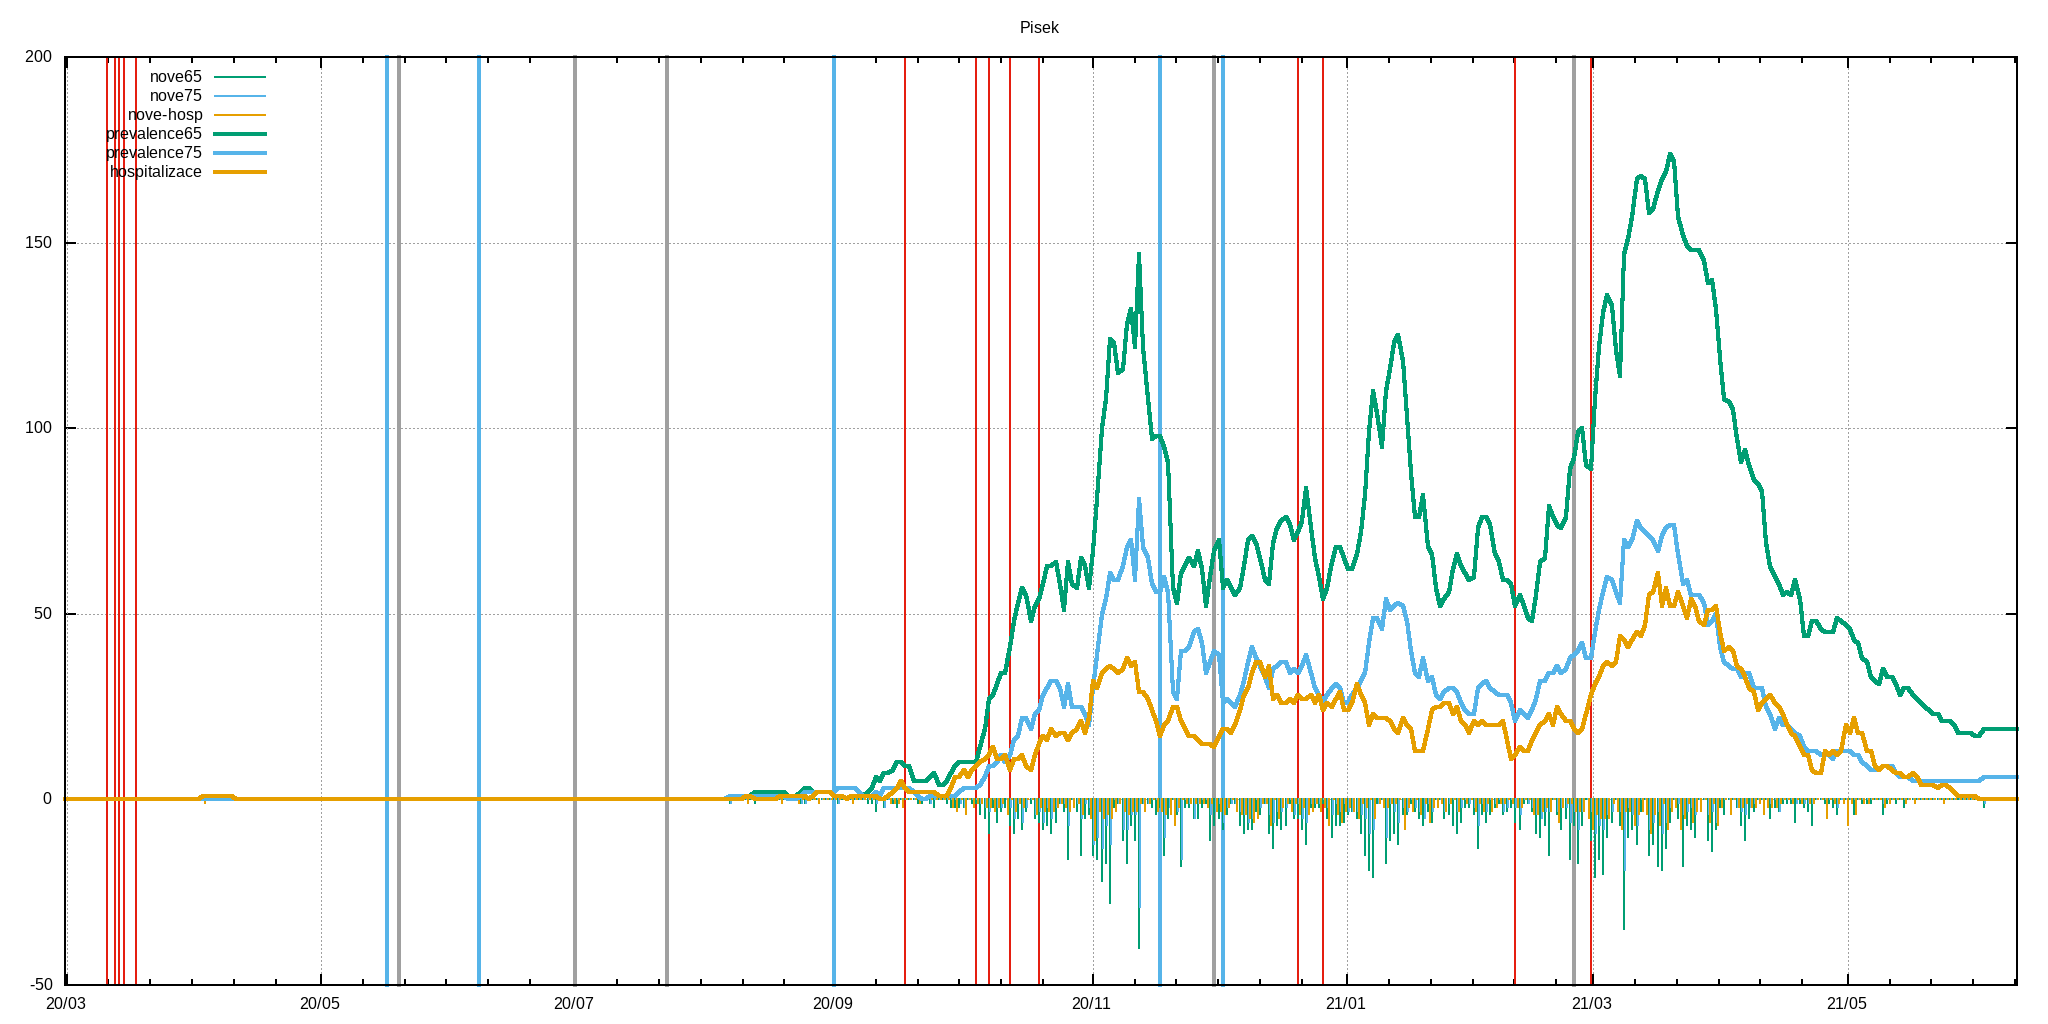 Pisek
200
150
100
50
0
-50
nove65
nove75
nove-hosp
prevalence65
prevalence75
hospitalizace
20/03 20/05 20/07 20/09 20/11 21/01 21/03 21/05